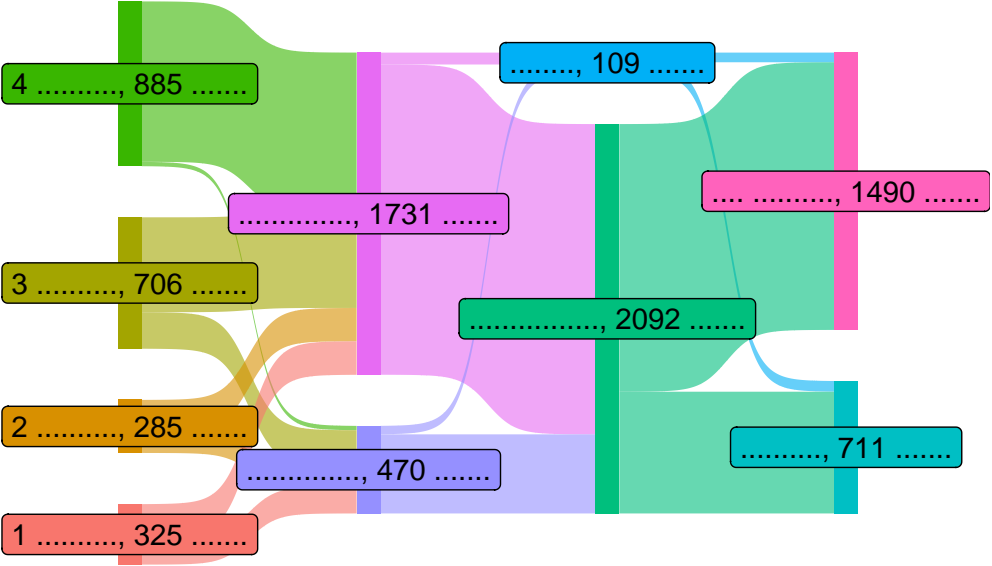 4 .........., 885 .......
3 .........., 706 .......
2 .........., 285 .......
1 .........., 325 .......
.............., 1731 .......
.............., 470 .......
........, 109 .......
................, 2092 .......
.... .........., 1490 .......
.........., 711 .......